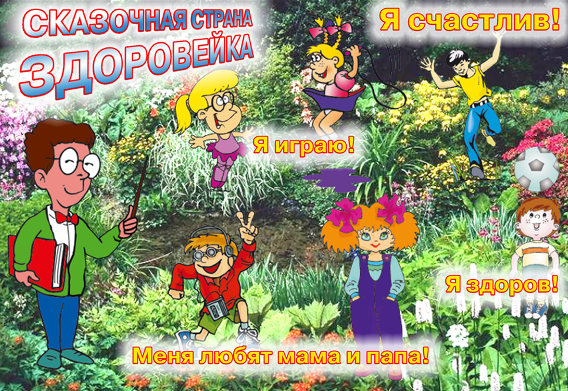 СКАЗОЧНАЯ СТРАНА
ЗДОРОВЕЙКА
Я счастлив!
Я играю!
Я здоров!
Меня любят мама и папа!